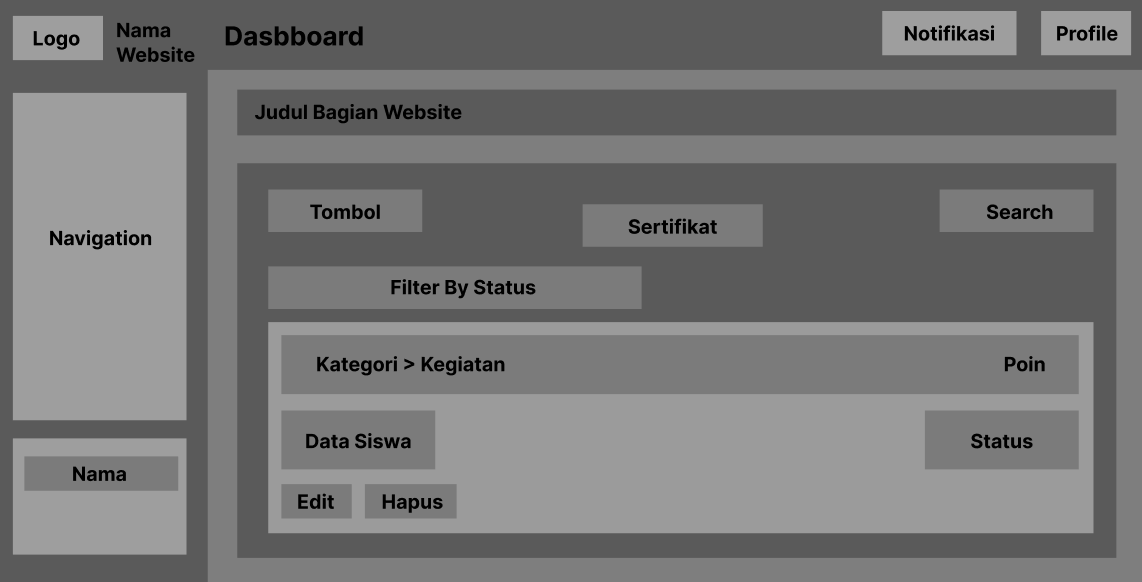 Logo
Nama
Website
Dasbboard
Notifikasi
Profile
Navigation
Nama
Judul Bagian Website
Tombol
Sertifikat
Search
Filter By Status
Kategori > Kegiatan
Poin
Data Siswa
Status
Edit
Hapus